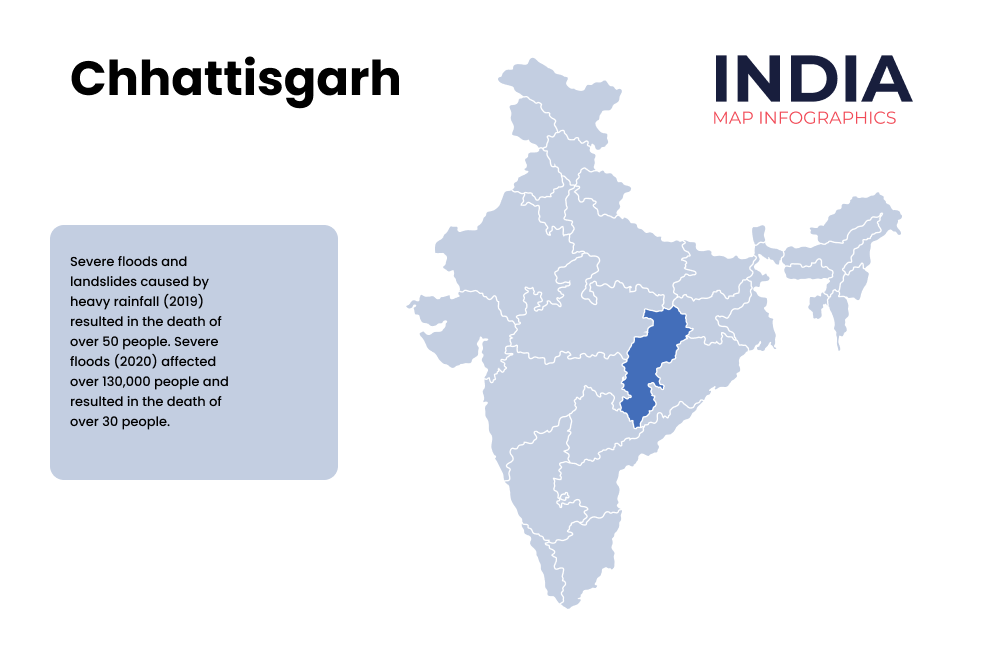 Chhattisgarh
INDIA
MAP INFOGRAPHICS
Severe floods and
landslides caused by
heavy rainfall (2019)
resulted in the death of
over 50 people. Severe
floods (2020) affected
over 130,000 people and
resulted in the death of
over 30 people.